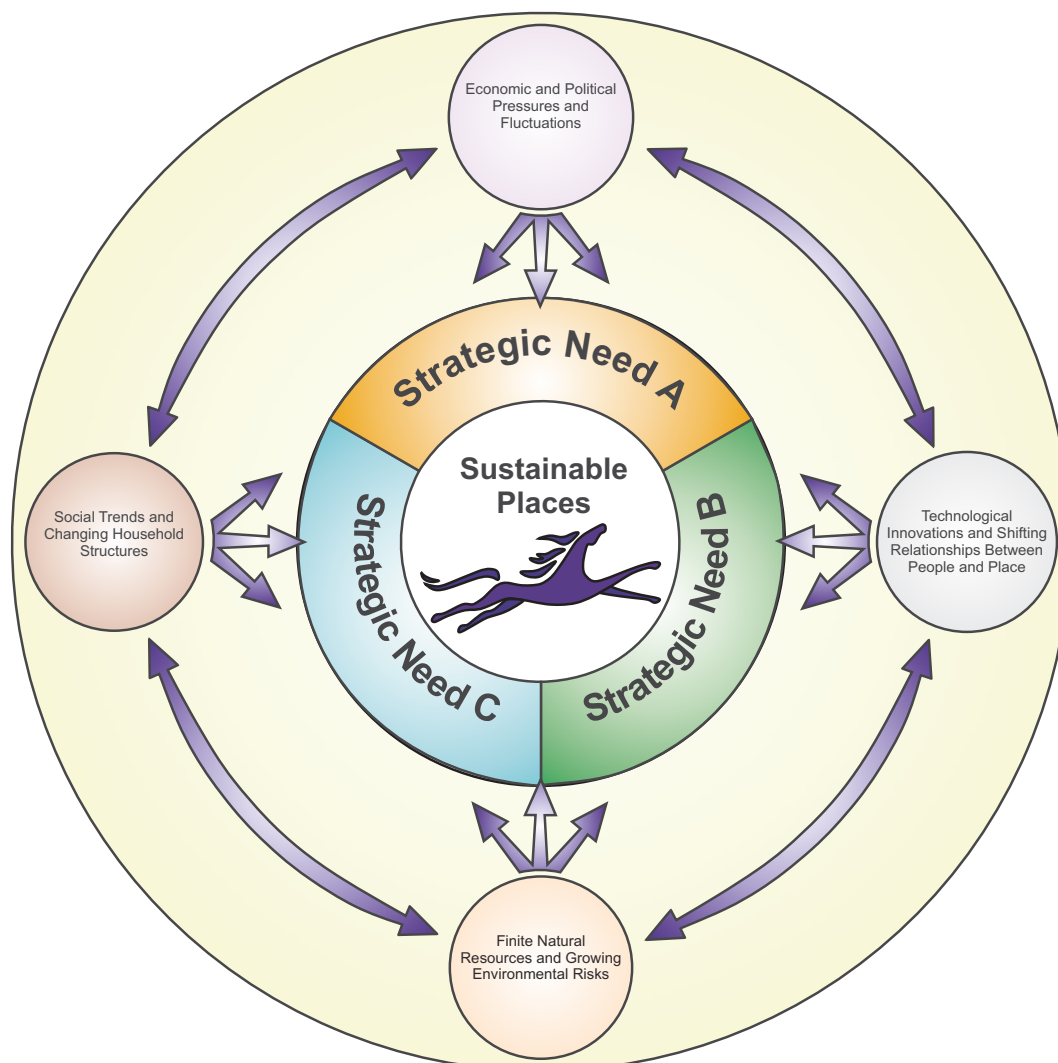 Economic and Political
Pressures and
Fluctuations
Strategic Need A
Sustainable
Places
Strategic Need B
Strategic Need C
Social Trends and
Changing Household
Structures
Technological
Innovations and Shifting
Relationships Between
People and Place
Finite Natural
Resources and Growing
Environmental Risks